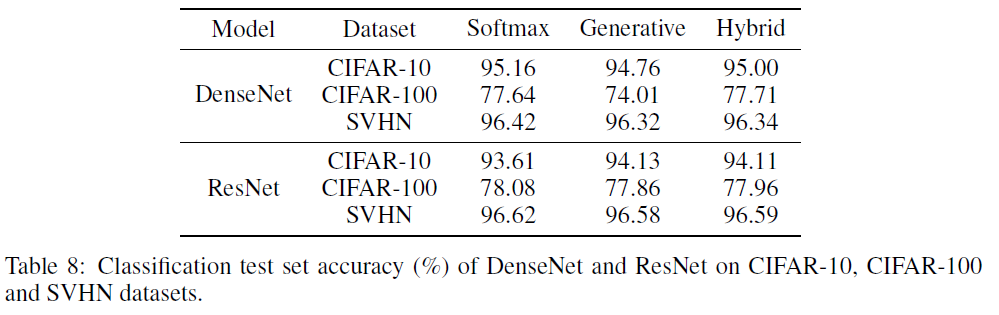 Model Dataset Softmax Generative Hybrid
CIFAR-10 95.16 94.76 95.00
DenseNet CIFAR-100 77.64 74.01 77.71
SVHN 96.42 96.32 96.34
CIFAR-10 93.61 94.13 94.11
ResNet CIFAR-100 78.08 77.86 77.96
SVHN 96.62 96.58 96.59
Table 8: Classification test set accuracy (%) of DenseNet and ResNet on CIFAR-10, CIFAR-100
and SVHN datasets.